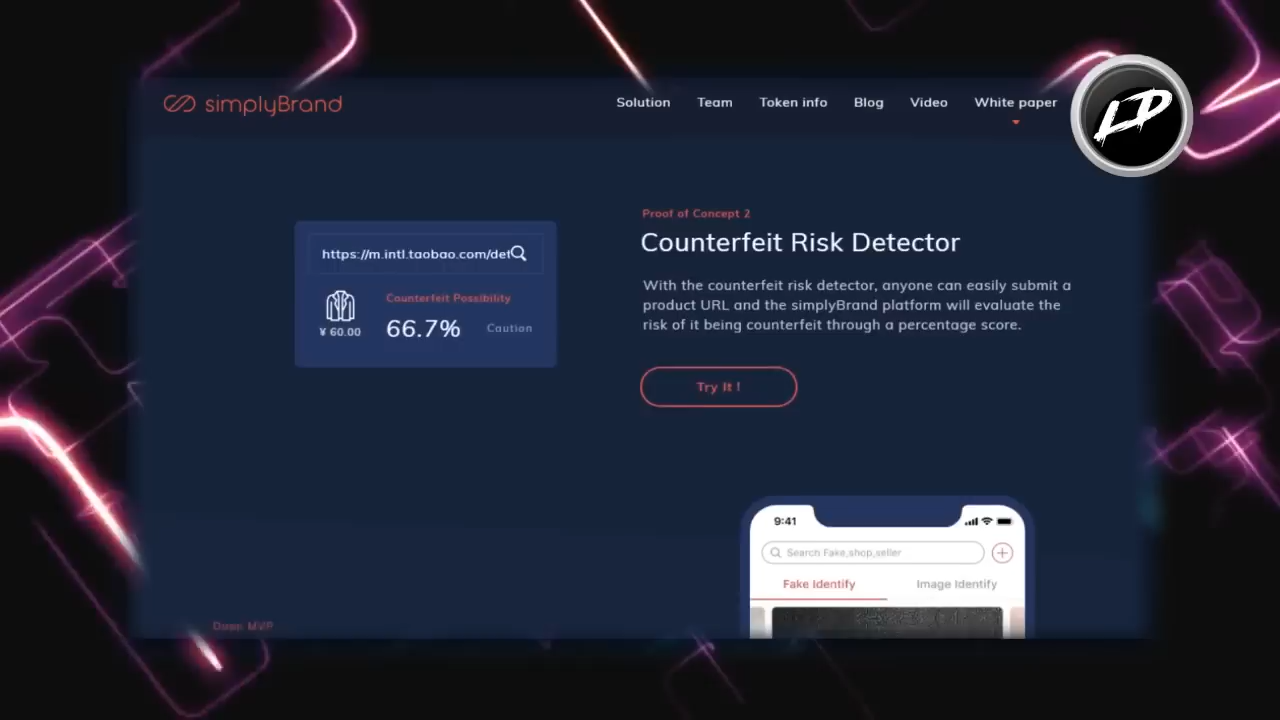 simplyBrand
Solution Team Token info Blog Video White paper
LD
Proof of Concept 2
Counterfeit Risk Detector
https://m.intl.taobao.com/det
With the counterfeit risk detector, anyone can easily submit a
product URL and the simplyBrand platform will evaluate the
risk of it being counterfeit through a percentage score.
Counterfeit Possibility
¥ 60.00
66.7%
Caution
Try It !
9:41
Search Fake,shop,seller
Fake Identify
Image Identify
MVP